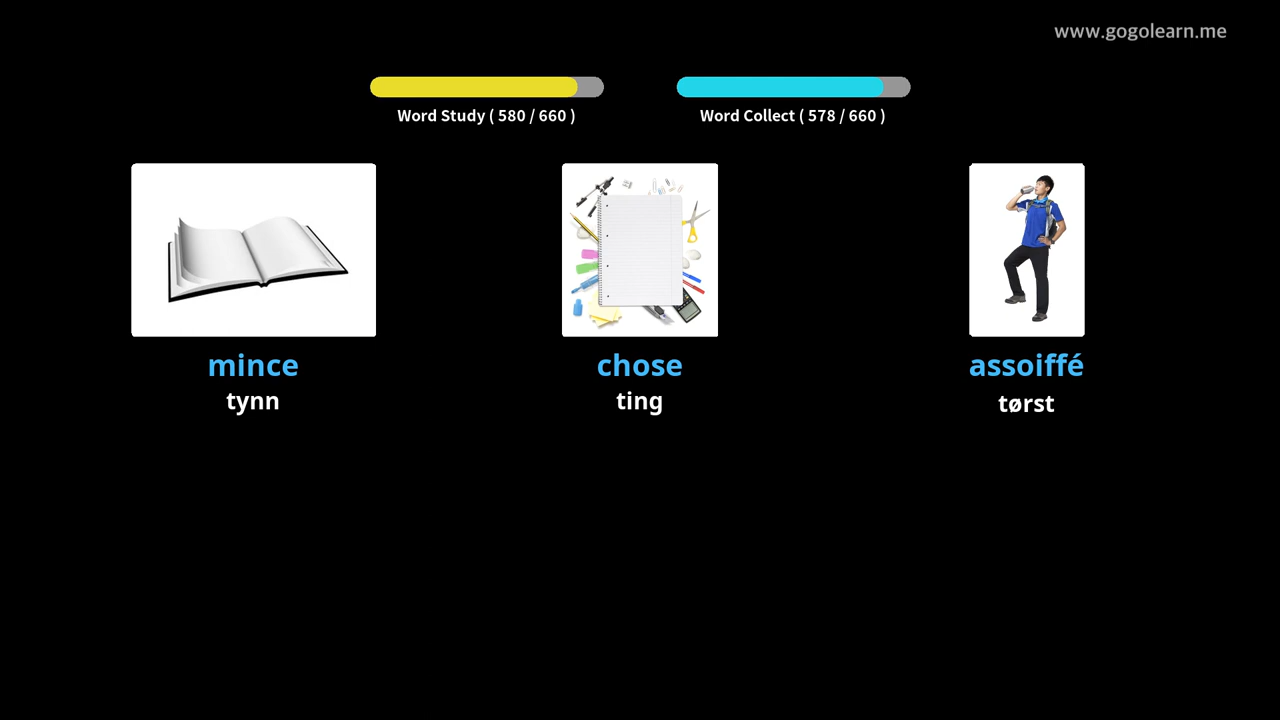 www.gogolearn.me
Word Study ( 580 / 660 )
Word Collect ( 578 / 660 )
mince
tynn
chose
ting
assoiffé
tørst